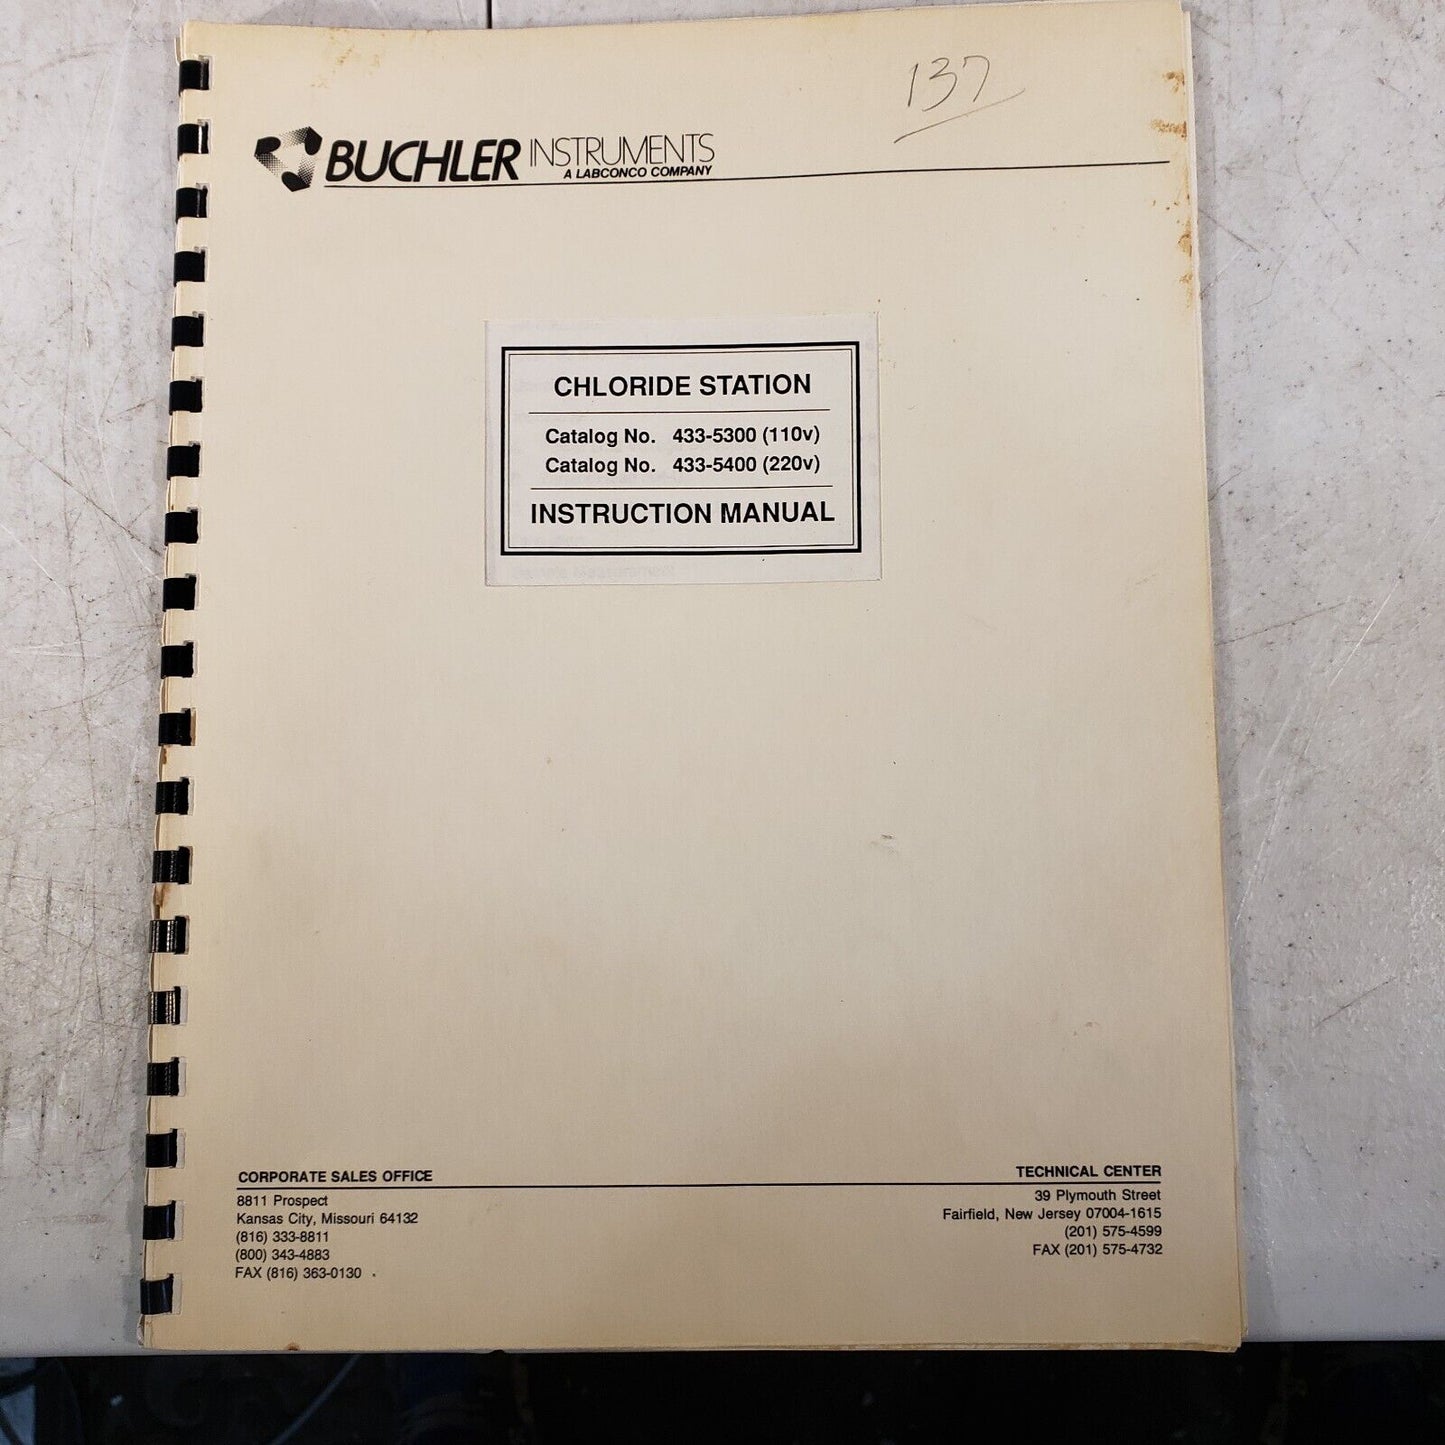 137
BUCHLER INSTRUMENTS
A LABCONCO COMPANY
CHLORIDE STATION
Catalog No. 433-5300 (110v)
Catalog No. 433-5400 (220v)
INSTRUCTION MANUAL
CORPORATE SALES OFFICE
8811 Prospect
Kansas City, Missouri 64132
(816) 333-8811
(800) 343-4883
FAX (816) 363-0130
TECHNICAL CENTER
39 Plymouth Street
Fairfield, New Jersey 07004-1615
(201) 575-4599
FAX (201) 575-4732